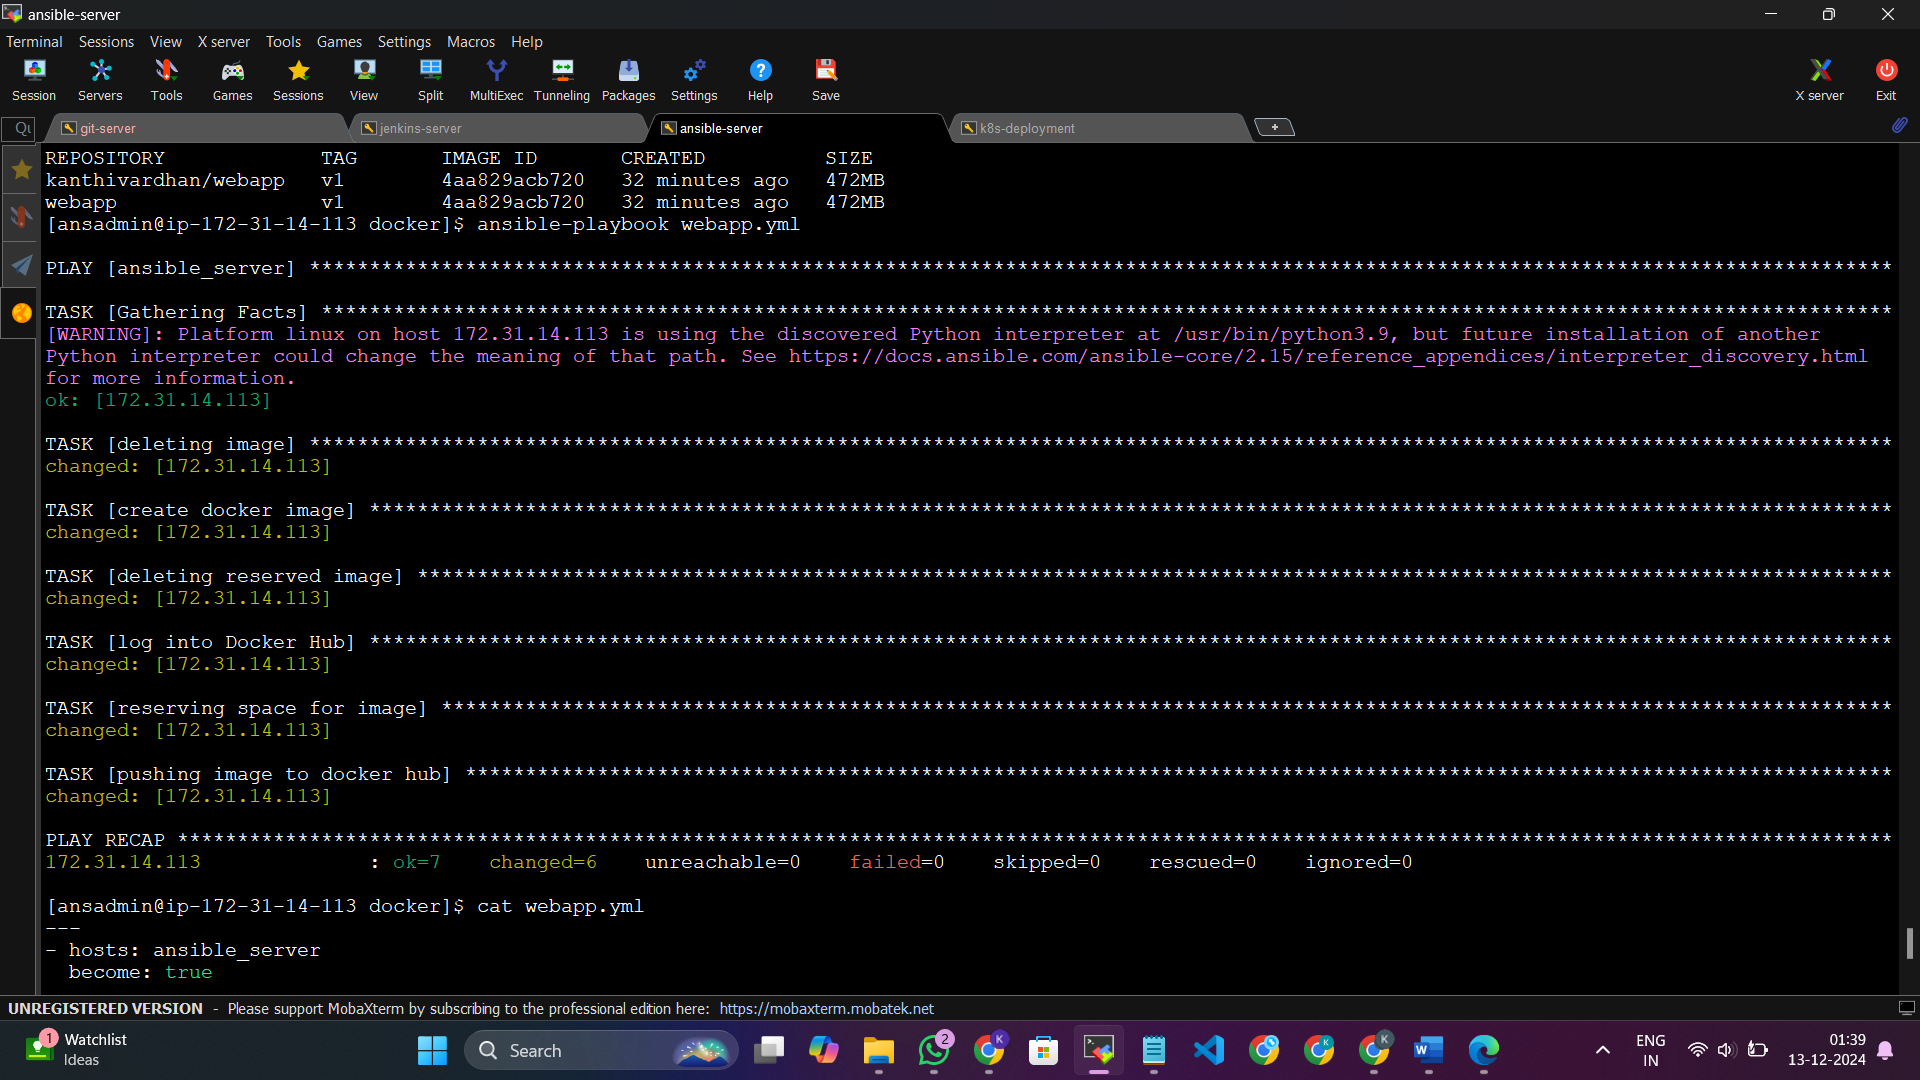 ansible-server
Terminal Sessions View X server Tools Games Settings Macros Help
Session Servers Tools Games Sessions View Split MultiExec Tunneling Packages Settings Help Save X server Exit
Qu git-server jenkins-server ansible-server k8s-deployment +
REPOSITORY TAG IMAGE ID CREATED SIZE
kanthivardhan/webapp v1 4aa829acb720 32 minutes ago 472MB
webapp v1 4aa829acb720 32 minutes ago 472MB
[ansadmin@ip-172-31-14-113 docker]$ ansible-playbook webapp.yml
PLAY [ansible_server] ************************************************************************************************************************************
TASK [Gathering Facts] ***********************************************************************************************************************************
[WARNING]: Platform linux on host 172.31.14.113 is using the discovered Python interpreter at /usr/bin/python3.9, but future installation of another
Python interpreter could change the meaning of that path. See https://docs.ansible.com/ansible-core/2.15/reference_appendices/interpreter_discovery.html
for more information.
ok: [172.31.14.113]
TASK [deleting image] ************************************************************************************************************************************
changed: [172.31.14.113]
TASK [create docker image] *******************************************************************************************************************************
changed: [172.31.14.113]
TASK [deleting reserved image] ***************************************************************************************************************************
changed: [172.31.14.113]
TASK [log into Docker Hub] *******************************************************************************************************************************
changed: [172.31.14.113]
TASK [reserving space for image] *************************************************************************************************************************
changed: [172.31.14.113]
TASK [pushing image to docker hub] ***********************************************************************************************************************
changed: [172.31.14.113]
PLAY RECAP ***********************************************************************************************************************************************
172.31.14.113 : ok=7 changed=6 unreachable=0 failed=0 skipped=0 rescued=0 ignored=0
[ansadmin@ip-172-31-14-113 docker]$ cat webapp.yml
---
- hosts: ansible_server
become: true
UNREGISTERED VERSION - Please support MobaXterm by subscribing to the professional edition here: https://mobaxterm.mobatek.net
1 Watchlist
Ideas
Search
2
K
K
K
ENG
IN
01:39
13-12-2024